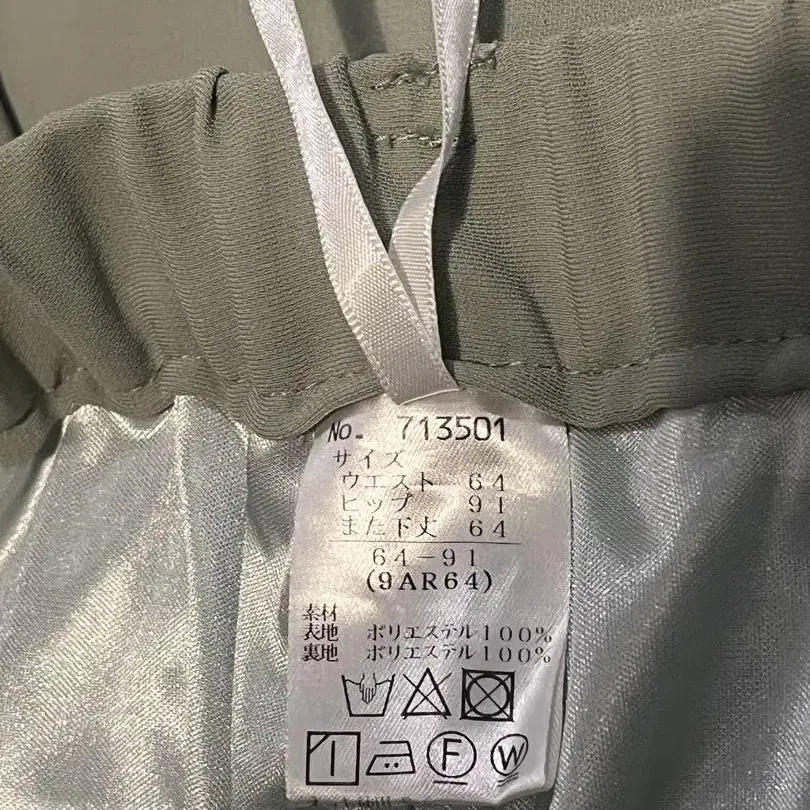 No. 713501
サイズ
ウエスト 64
ヒップ 91
また下丈 64
64-91
(9AR64)
素材
表地 ポリエステル100%
裏地 ポリエステル100%
F W